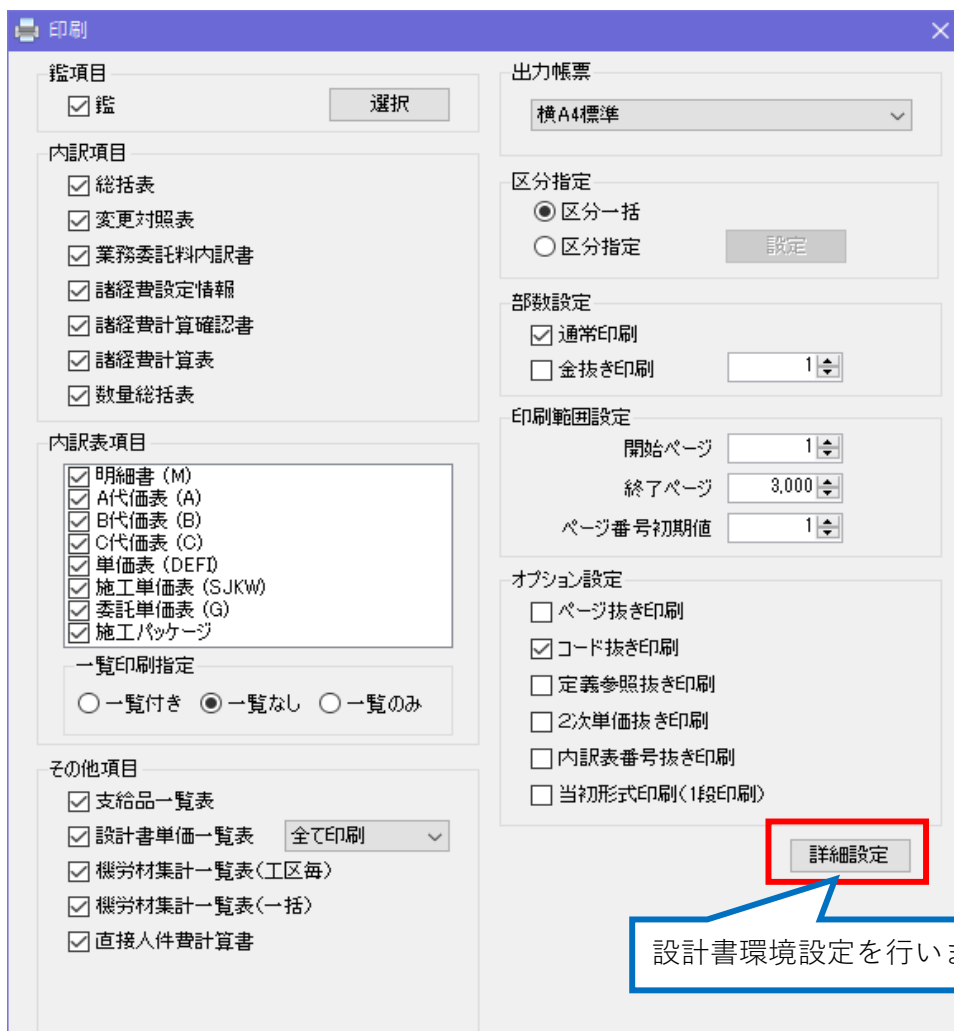 印刷
鑑項目
鑑
選択
内訳項目
総括表
変更対照表
業務委託料内訳書
諸経費設定情報
諸経費計算確認書
諸経費計算表
数量総括表
内訳表項目
明細書 (M)
A代価表 (A)
B代価表 (B)
C代価表 (C)
単価表 (DEFI)
施工単価表 (SJKW)
委託単価表 (G)
施工パッケージ
一覧印刷指定
一覧付き 一覧なし 一覧のみ
その他項目
支給品一覧表
設計書単価一覧表 全て印刷
機労材集計一覧表(工区毎)
機労材集計一覧表(一括)
直接人件費計算書
出力帳票
横A4標準
区分指定
区分一括
区分指定 設定
部数設定
通常印刷
金抜き印刷 1
印刷範囲設定
開始ページ 1
終了ページ 3,000
ページ番号初期値 1
オプション設定
ページ抜き印刷
コード抜き印刷
定義参照抜き印刷
2次単価抜き印刷
内訳表番号抜き印刷
当初形式印刷(1段印刷)
詳細設定
設計書環境設定を行いま